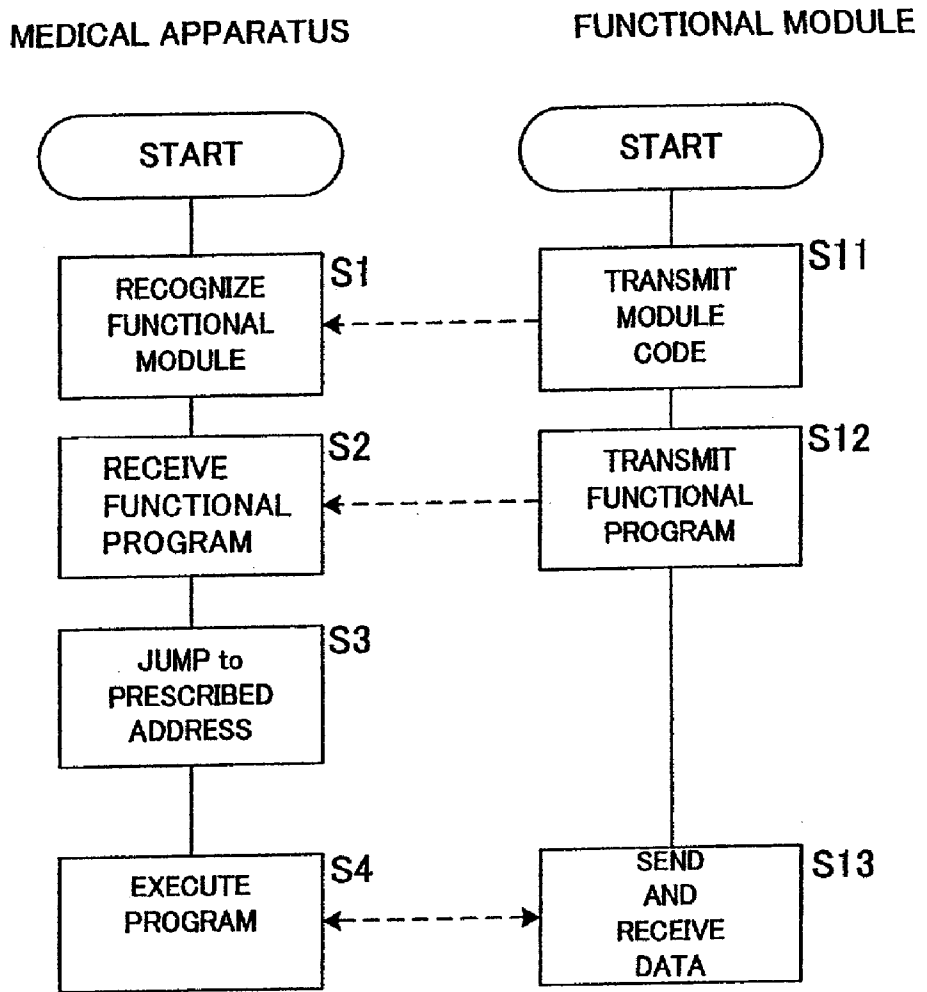 MEDICAL APPARATUS
FUNCTIONAL MODULE
START
START
RECOGNIZE
FUNCTIONAL
MODULE
S1
TRANSMIT
MODULE
CODE
S11
RECEIVE
FUNCTIONAL
PROGRAM
S2
TRANSMIT
FUNCTIONAL
PROGRAM
S12
JUMP to
PRESCRIBED
ADDRESS
S3
EXECUTE
PROGRAM
S4
SEND
AND
RECEIVE
DATA
S13